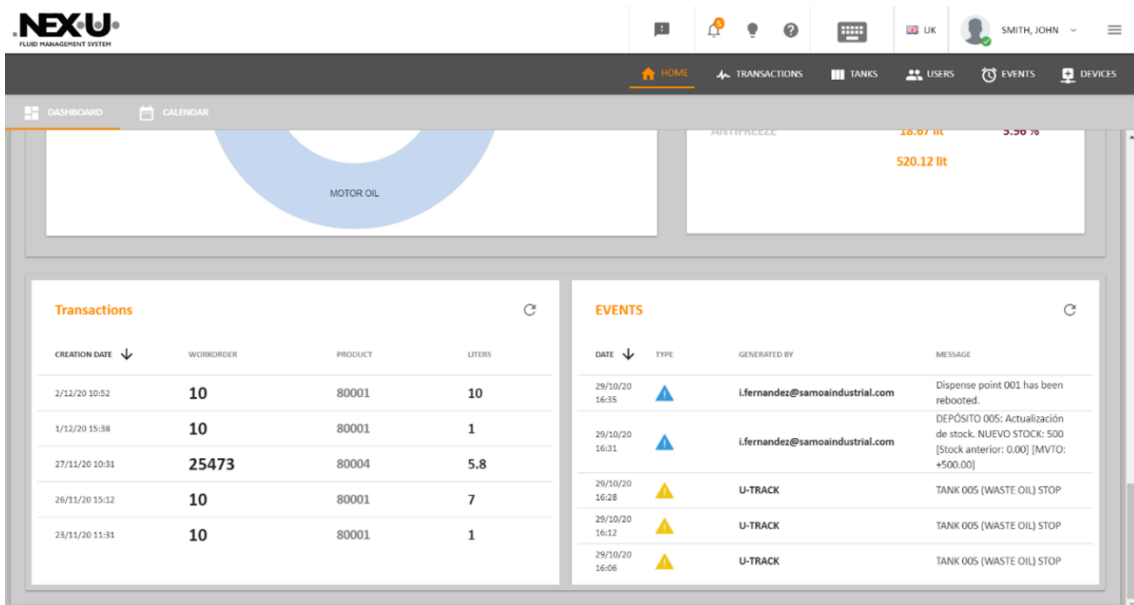 .NEX·U·
FLUID MANAGEMENT SYSTEM
5
UK
SMITH, JOHN
HOME
TRANSACTIONS
TANKS
USERS
EVENTS
DEVICES
DASHBOARD
CALENDAR
ANTIFREEZE 18.67 lit 5.96 %
520.12 lit
MOTOR OIL
Transactions
CREATION DATE WORKORDER PRODUCT LITERS
2/12/20 10:52 10 80001 10
1/12/20 15:38 10 80001 1
27/11/20 10:31 25473 80004 5.8
26/11/20 15:12 10 80001 7
23/11/20 11:31 10 80001 1
EVENTS
DATE TYPE GENERATED BY MESSAGE
29/10/20
16:35
i.fernandez@samoaindustrial.com
Dispense point 001 has been
rebooted.
29/10/20
16:31
i.fernandez@samoaindustrial.com
DEPÓSITO 005: Actualización
de stock. NUEVO STOCK: 500
[Stock anterior: 0.00] [MVTO:
+500.00]
29/10/20
16:28
U-TRACK
TANK 005 (WASTE OIL) STOP
29/10/20
16:12
U-TRACK
TANK 005 (WASTE OIL) STOP
29/10/20
16:06
U-TRACK
TANK 005 (WASTE OIL) STOP